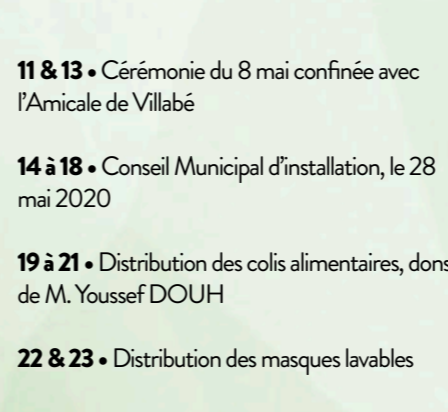 11 & 13 • Cérémonie du 8 mai confinée avec
l'Amicale de Villabé
14 à 18 • Conseil Municipal d'installation, le 28
mai 2020
19 à 21 • Distribution des colis alimentaires, dons
de M. Youssef DOUH
22 & 23 • Distribution des masques lavables